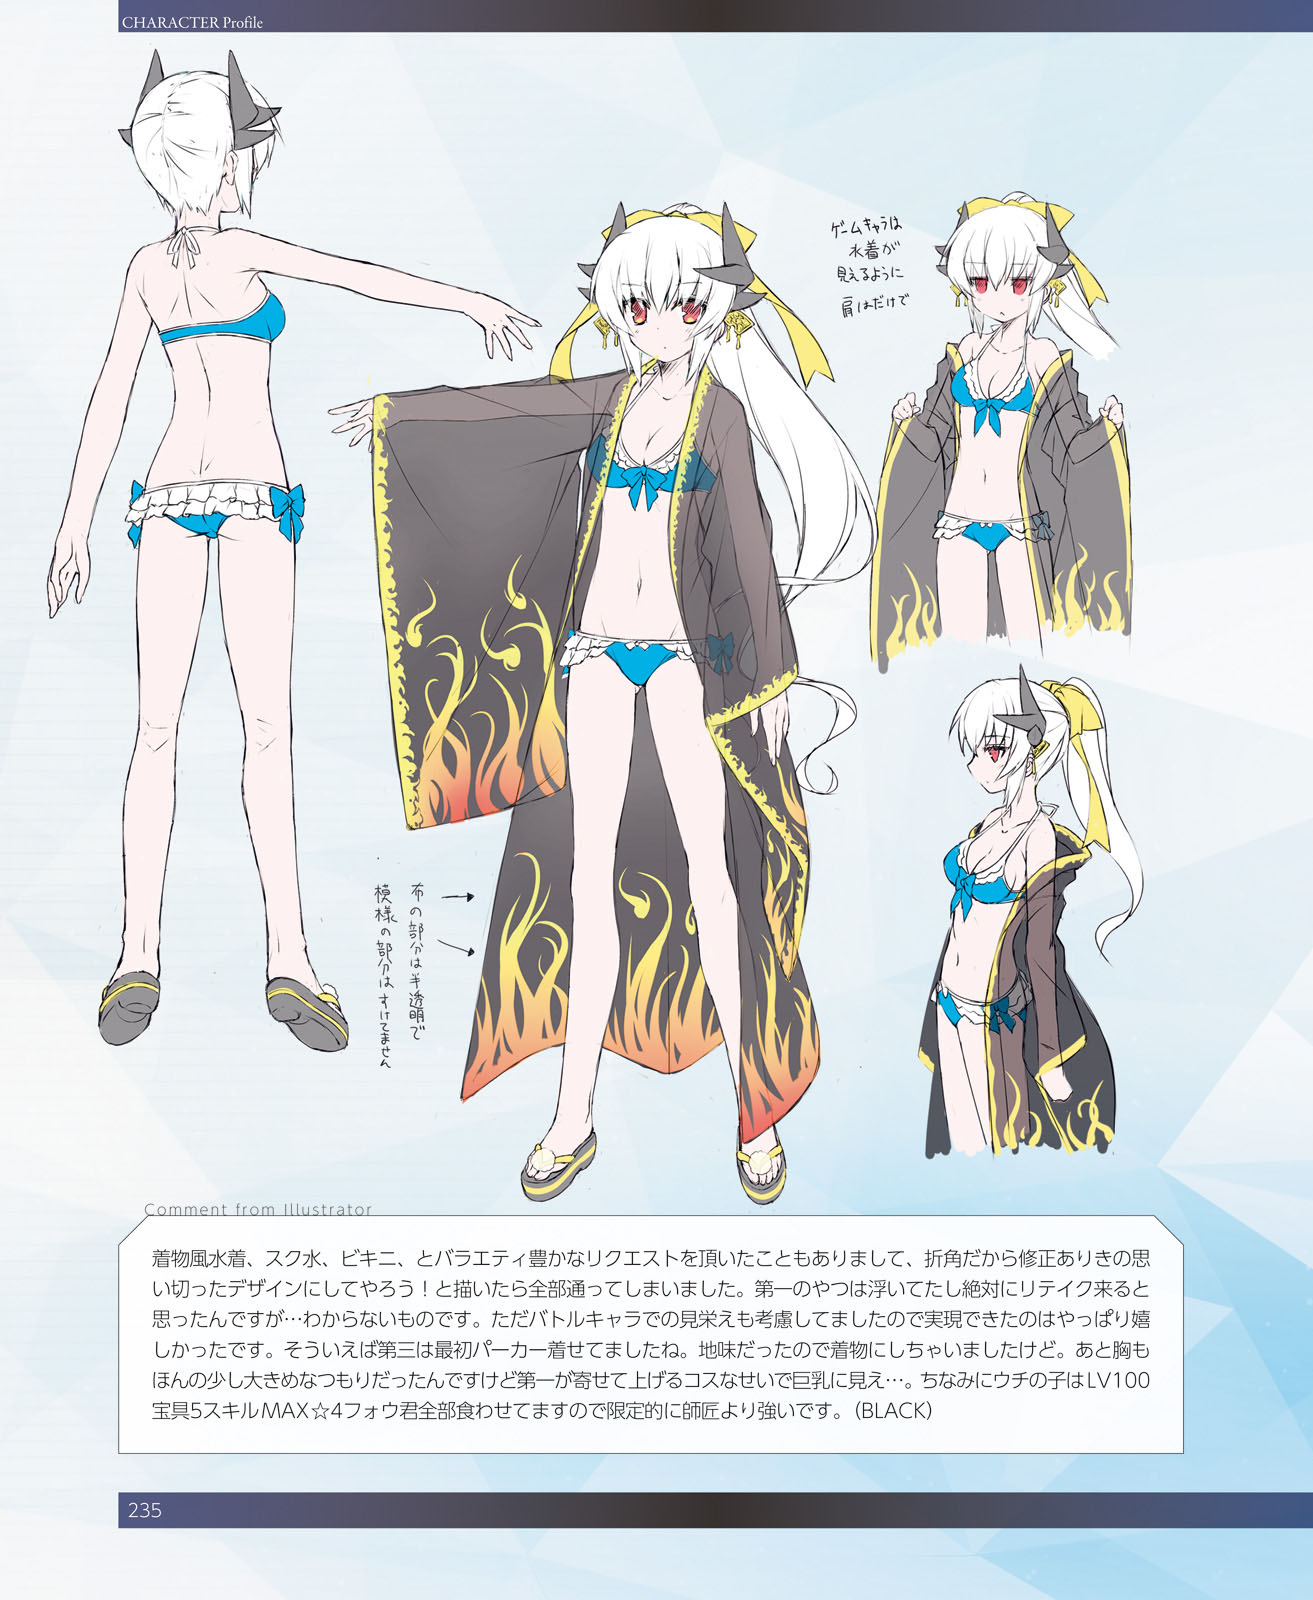 CHARACTER Profile
ゲームキャラは
水着が
見えるように
肩はだけで
布の部分は半透明で
模様の部分はすけてません
Comment from Illustrator
着物風水着、スク水、ビキニ、とバラエティ豊かなリクエストを頂いたこともありまして、折角だから修正ありきの思
い切ったデザインにしてやろう！と描いたら全部通ってしまいました。第一のやつは浮いてたし絶対にリテイク来ると
思ったんですが…わからないものです。ただバトルキャラでの見栄えも考慮してましたので実現できたのはやっぱり嬉
しかったです。そういえば第三は最初パーカー着せてましたね。地味だったので着物にしちゃいましたけど。あと胸も
ほんの少し大きめなつもりだったんですけど第一が寄せて上げるコスなせいで巨乳に見え…。ちなみにウチの子はLV100
宝具5スキルMAX☆4フォウ君全部食わせてますので限定的に師匠より強いです。（BLACK）
235